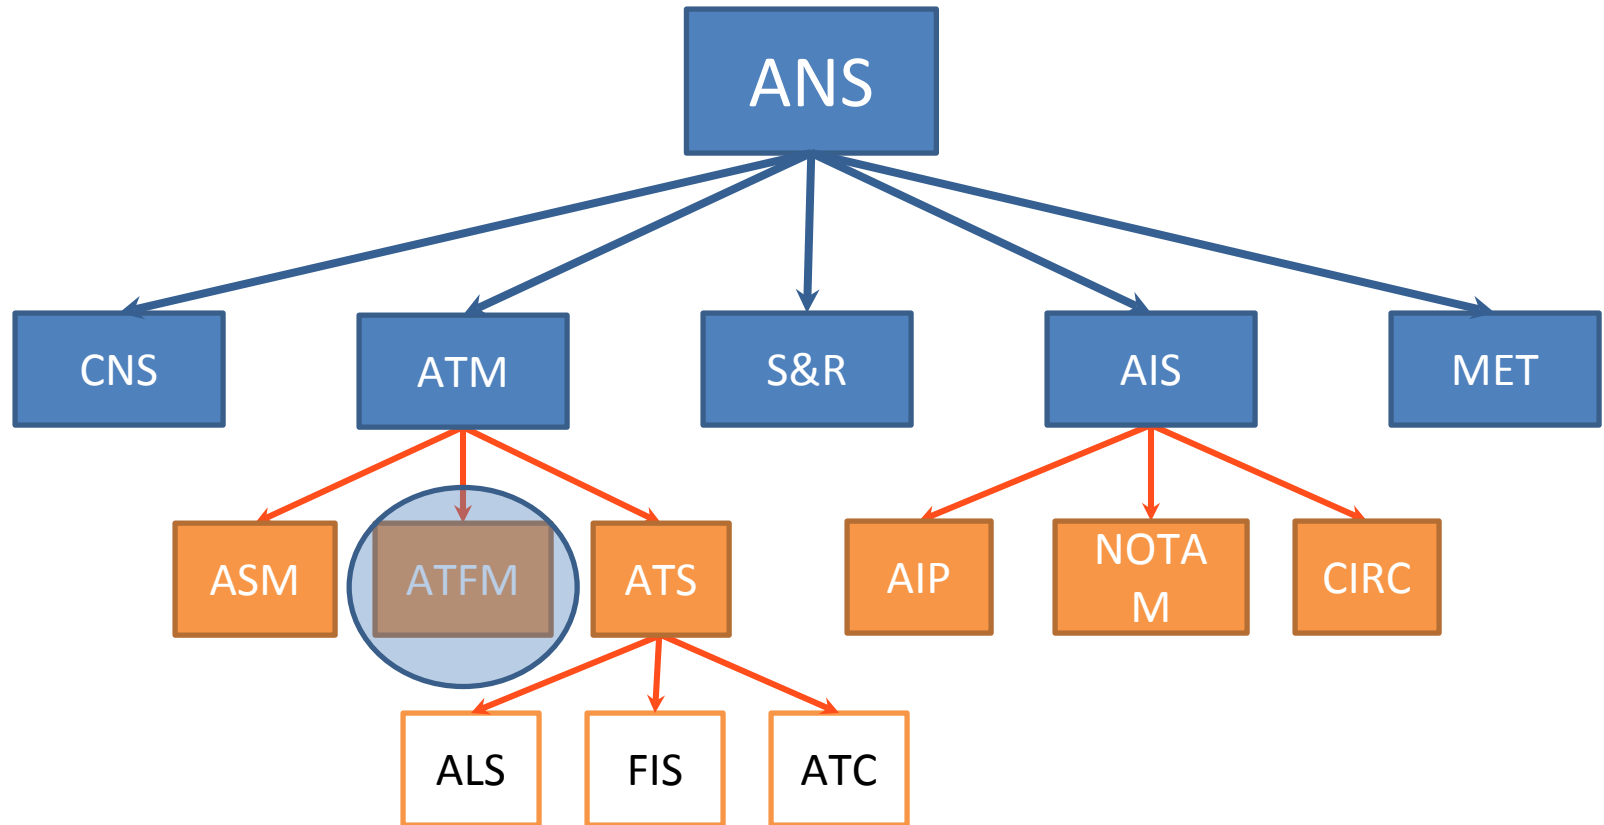 ANS
CNS
ATM
S&R
AIS
MET
ASM
ATFM
ATS
AIP
NOTA
M
CIRC
ALS
FIS
ATC